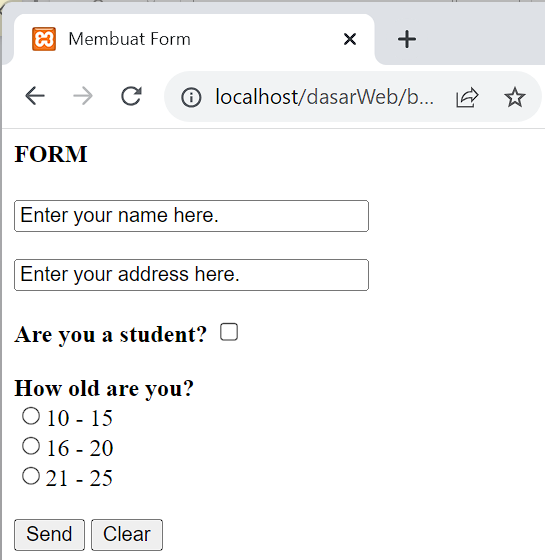 Membuat Form
localhost/dasarWeb/b...
FORM
Enter your name here.
Enter your address here.
Are you a student?
How old are you?
10 - 15
16 - 20
21 - 25
Send Clear